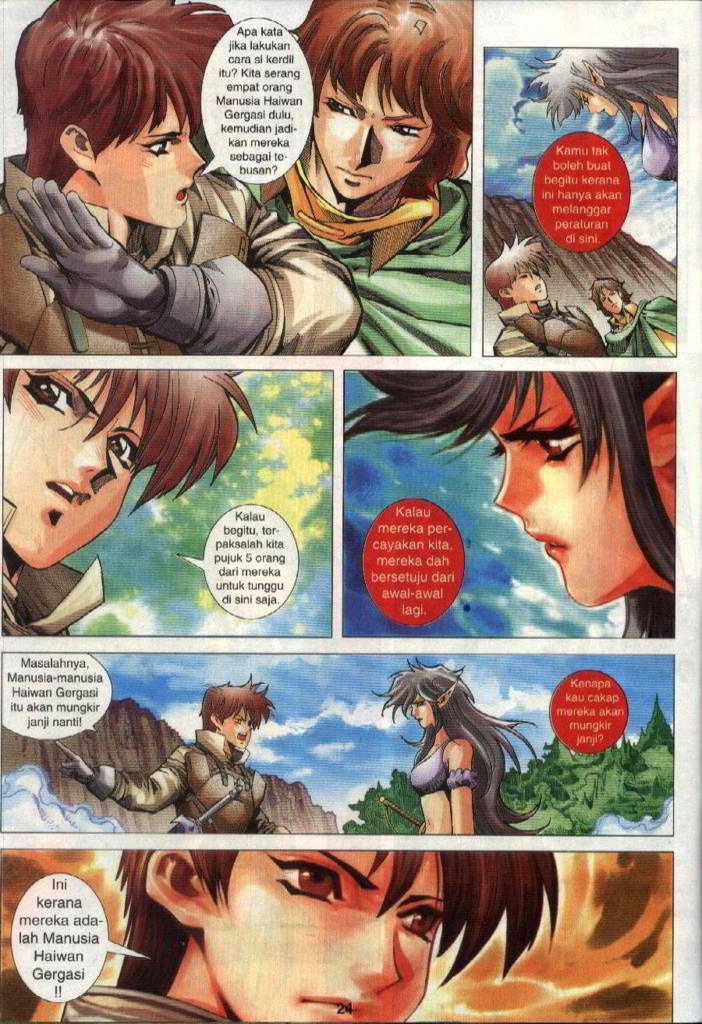 Apa kata
jika lakukan
cara si kerdil
itu? Kita serang
empat orang
Manusia Haiwan
Gergasi dulu,
kemudian jadi-
kan mereka
sebagai te-
busan?
Kamu tak
boleh buat
begitu kerana
ini hanya akan
melanggar
peraturan
di sini.
Kalau
begitu, ter-
paksalah kita
pujuk 5 orang
dari mereka
untuk tunggu
di sini saja.
Kalau
mereka per-
cayakan kita,
mereka dah
bersetuju dari
awal-awal
lagi.
Masalahnya,
Manusia-manusia
Haiwan Gergasi
itu akan mungkir
janji nanti!
Kenapa
kau cakap
mereka akan
mungkir
janji?
Ini
kerana
mereka ada-
lah Manusia
Haiwan
Gergasi
!!
24